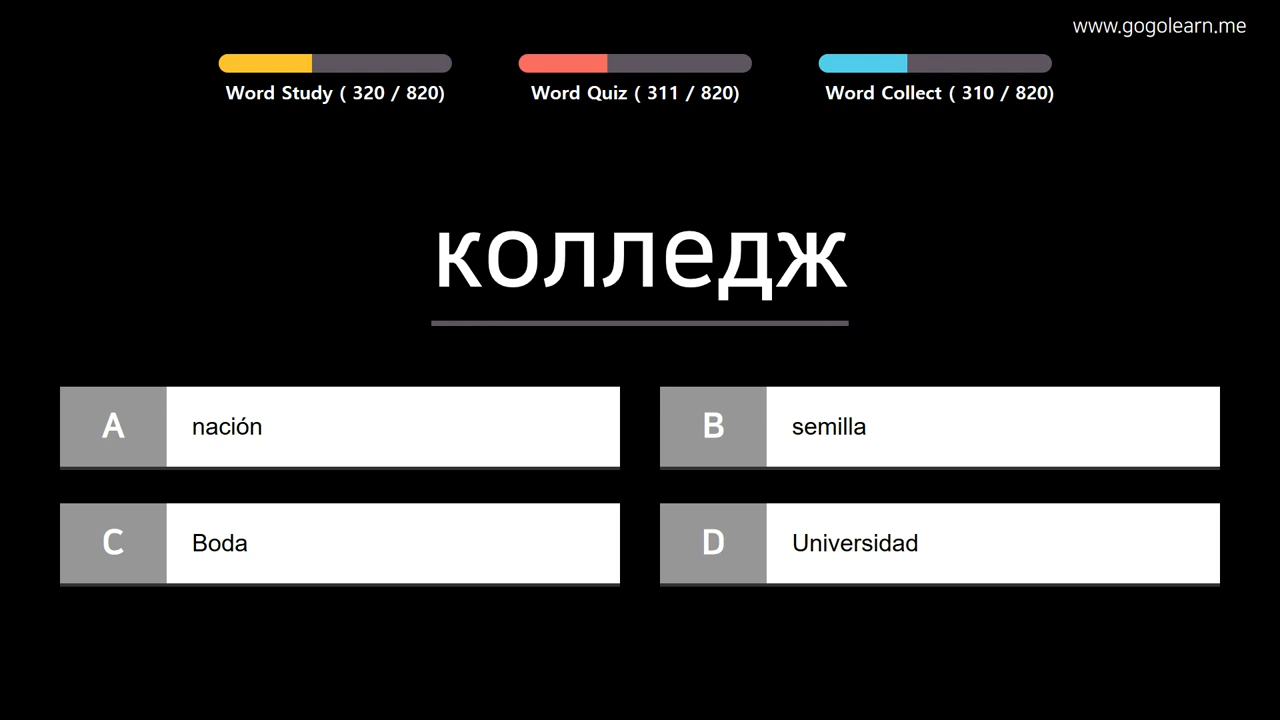 www.gogolearn.me
Word Study ( 320 / 820)
Word Quiz ( 311 / 820)
Word Collect ( 310 / 820)
колледж
A nación
B semilla
C Boda
D Universidad